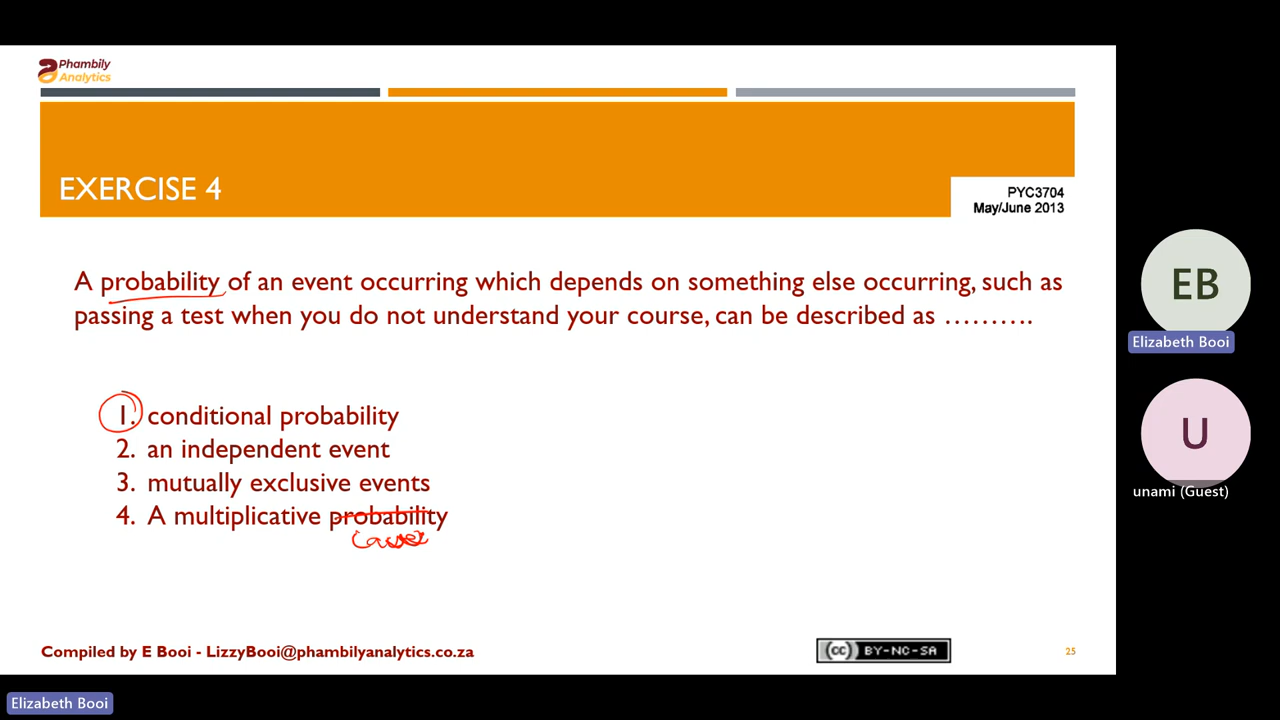 Phambily
Analytics
EXERCISE 4
PYC3704
May/June 2013
A probability of an event occurring which depends on something else occurring, such as
passing a test when you do not understand your course, can be described as ……….
1. conditional probability
2. an independent event
3. mutually exclusive events
4. A multiplicative probability
EB
Elizabeth Booi
U
unami (Guest)
Compiled by E Booi - LizzyBooi@phambilyanalytics.co.za
cc BY-NC-SA
25
Elizabeth Booi